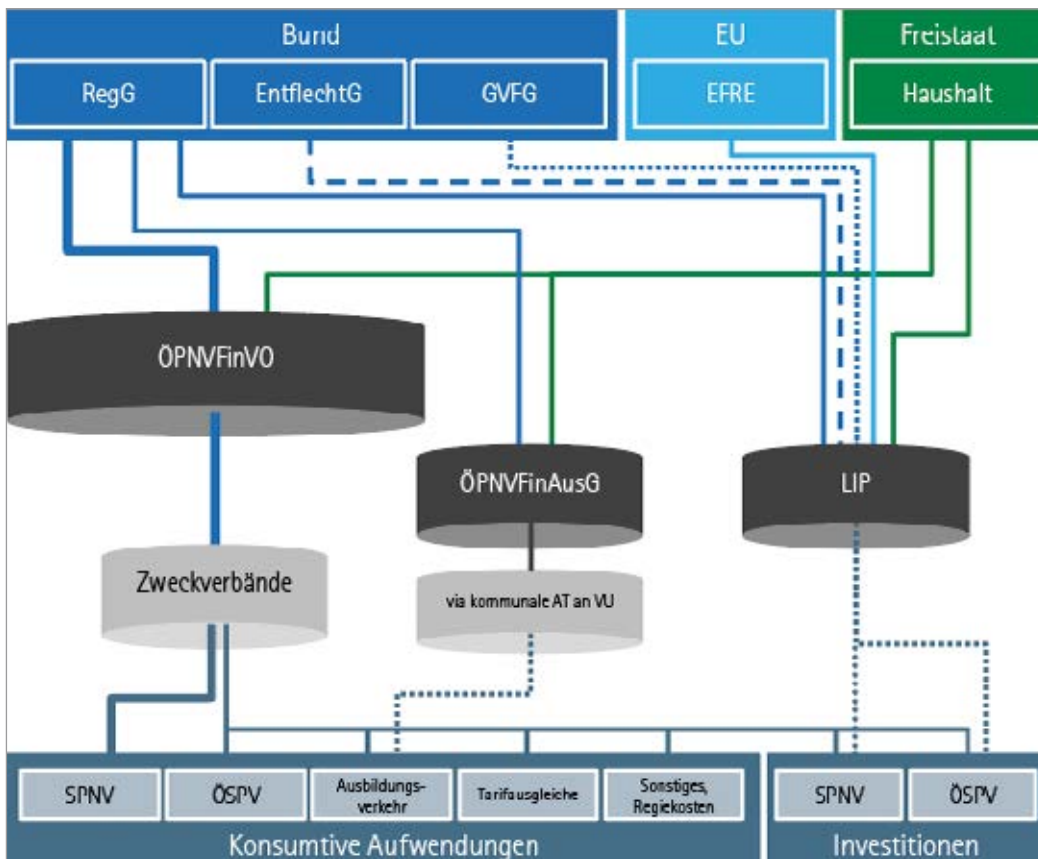 Bund
EU
Freistaat
RegG
EntflechtG
GVFG
EFRE
Haushalt
ÖPNVFinVO
ÖPNVFinAusG
LIP
Zweckverbände
via kommunale AT an VU
SPNV
ÖSPV
Ausbildungs-
verkehr
Tarifausgleiche
Sonstiges,
Regiekosten
SPNV
ÖSPV
Konsumtive Aufwendungen
Investitionen